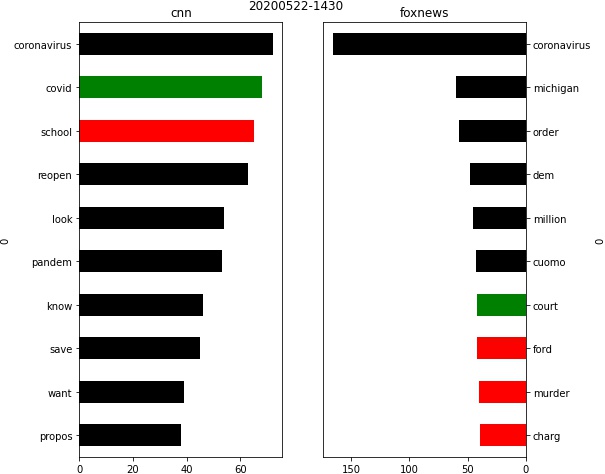 20200522-1430
cnn
foxnews
coronavirus
covid
school
reopen
look
pandem
know
save
want
propos
0
0 20 40 60
coronavirus
michigan
order
dem
million
cuomo
court
ford
murder
charg
0
150 100 50 0